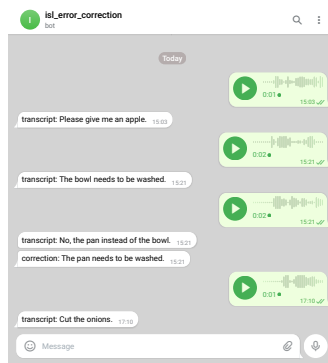 I
isl_error_correction
bot
Today
0:01
15:03
transcript: Please give me an apple. 15:03
0:02
15:21
transcript: The bowl needs to be washed. 15:21
0:02
15:21
transcript: No, the pan instead of the bowl. 15:21
correction: The pan needs to be washed. 15:21
0:01
17:10
transcript: Cut the onions. 17:10
Message